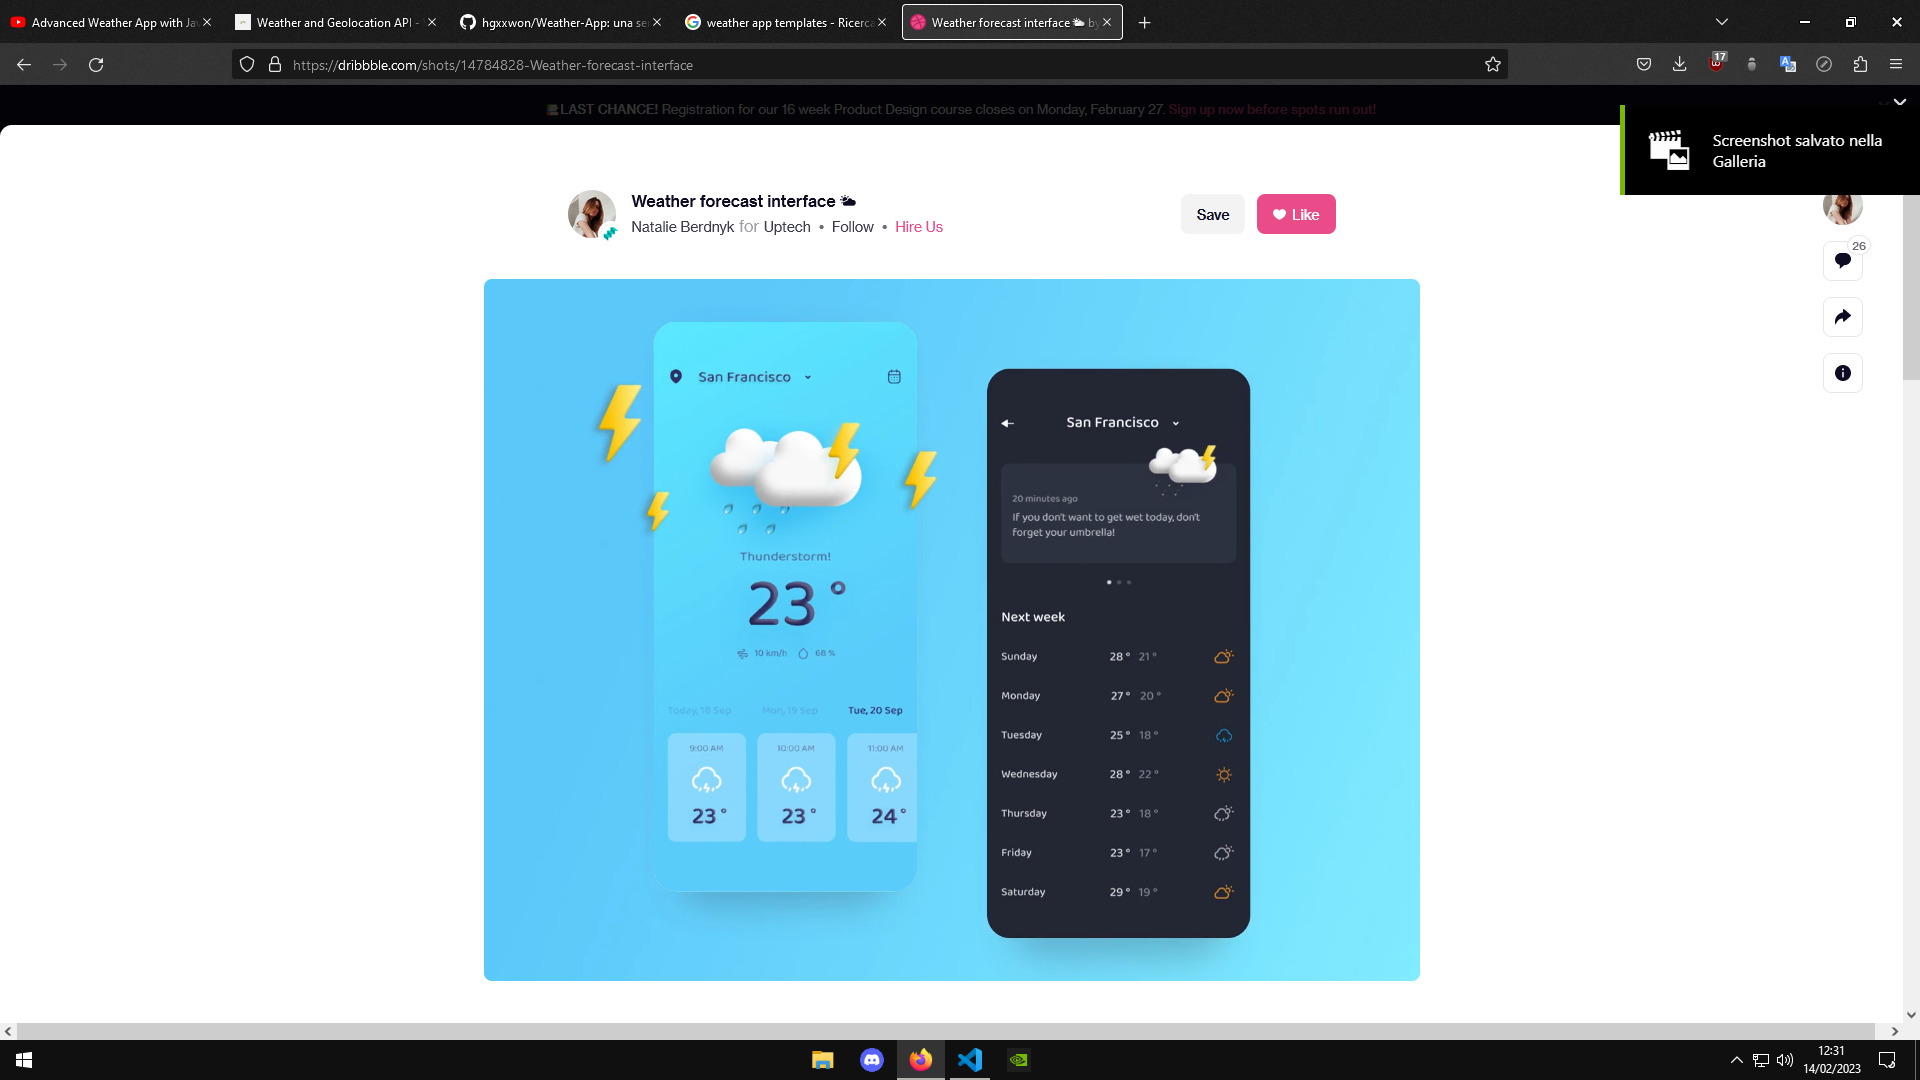 Advanced Weather App with Ja
Weather and Geolocation API -
hgxxwon/Weather-App: una se
weather app templates - Ricerca
Weather forecast interface 🌥 by
https://dribbble.com/shots/14784828-Weather-forecast-interface
17
LAST CHANCE! Registration for our 16 week Product Design course closes on Monday, February 27. Sign up now before spots run out!
Screenshot salvato nella
Galleria
Weather forecast interface 🌥
Natalie Berdnyk for Uptech • Follow • Hire Us
Save
Like
26
San Francisco
Thunderstorm!
23°
10 km/h 68 %
Today, 18 Sep Mon, 19 Sep Tue, 20 Sep
9:00 AM 10:00 AM 11:00 AM
23° 23° 24°
San Francisco
20 minutes ago
If you don't want to get wet today, don't
forget your umbrella!
Next week
Sunday 28° 21°
Monday 27° 20°
Tuesday 25° 18°
Wednesday 28° 22°
Thursday 23° 18°
Friday 23° 17°
Saturday 29° 19°
12:31
14/02/2023